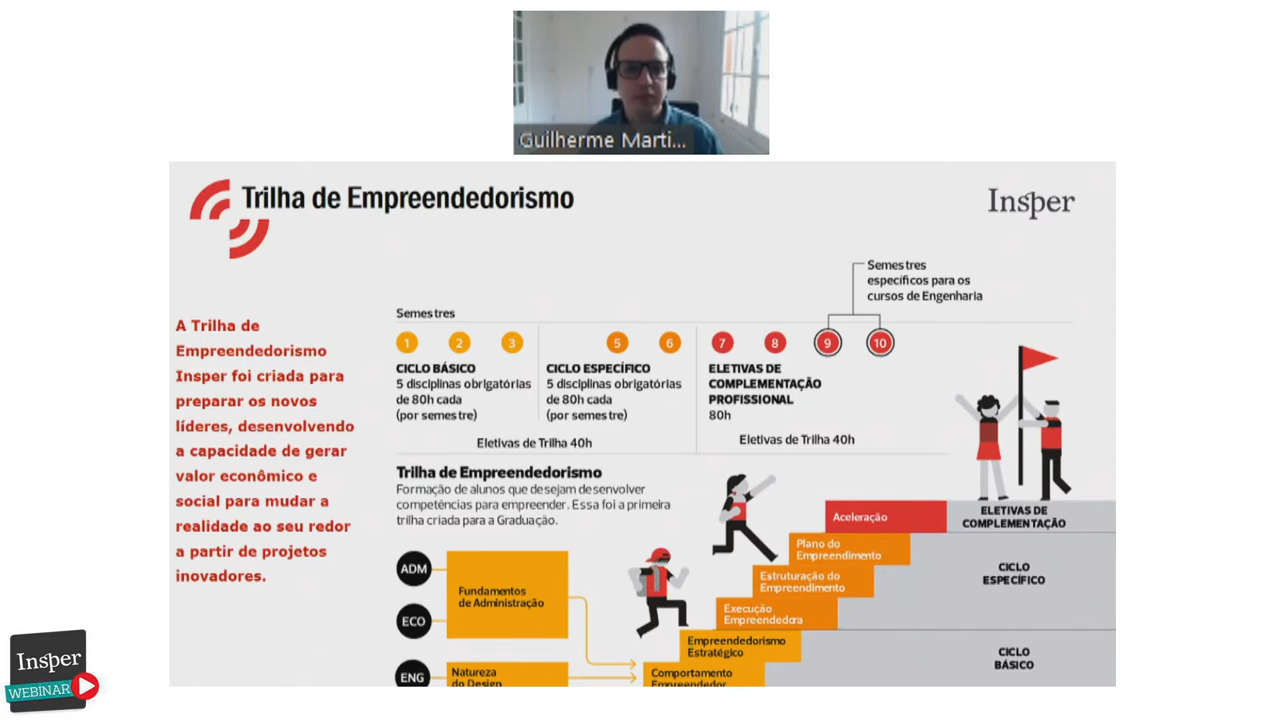 Guilherme Marti...
Trilha de Empreendedorismo
Insper
Semestres
específicos para os
cursos de Engenharia
Semestres
1 2 3 5 6 7 8 9 10
CICLO BÁSICO
5 disciplinas obrigatórias
de 80h cada
(por semestre)
CICLO ESPECÍFICO
5 disciplinas obrigatórias
de 80h cada
(por semestre)
ELETIVAS DE
COMPLEMENTAÇÃO
PROFISSIONAL
80h
Eletivas de Trilha 40h
Eletivas de Trilha 40h
A Trilha de
Empreendedorismo
Insper foi criada para
preparar os novos
líderes, desenvolvendo
a capacidade de gerar
valor econômico e
social para mudar a
realidade ao seu redor
a partir de projetos
inovadores.
Trilha de Empreendedorismo
Formação de alunos que desejam desenvolver
competências para empreender. Essa foi a primeira
trilha criada para a Graduação.
ADM
ECO
Fundamentos
de Administração
ENG
Natureza
do Design
Aceleração
Plano do
Empreendimento
Estruturação do
Empreendimento
Execução
Empreendedora
Empreendedorismo
Estratégico
Comportamento
Empreendedor
ELETIVAS DE
COMPLEMENTAÇÃO
CICLO
ESPECÍFICO
CICLO
BÁSICO
Insper
WEBINAR